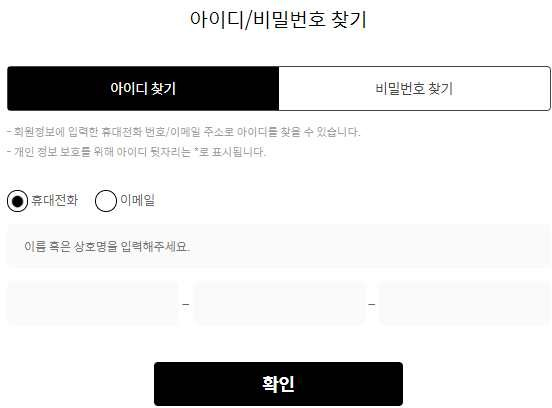 아이디/비밀번호 찾기
아이디 찾기
비밀번호 찾기
- 회원정보에 입력한 휴대전화 번호/이메일 주소로 아이디를 찾을 수 있습니다.
- 개인 정보 보호를 위해 아이디 뒷자리는 *로 표시됩니다.
휴대전화 이메일
이름 혹은 상호명을 입력해주세요.
– –
확인